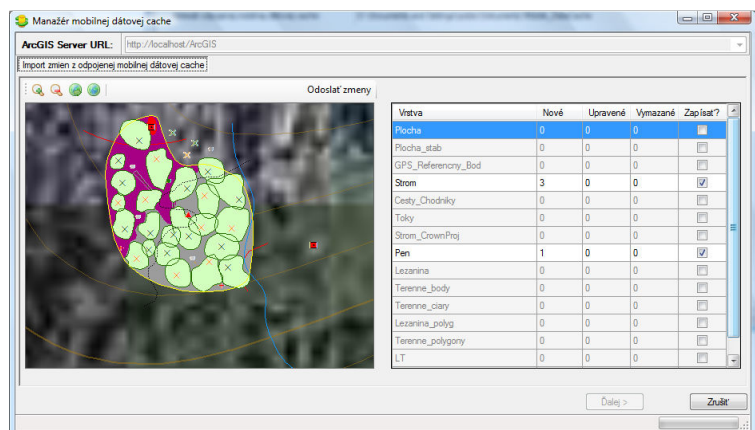 Manažér mobilnej dátovej cache
ArcGIS Server URL: http://localhost/ArcGIS
Import zmien z odpojenej mobilnej dátovej cache
Odoslať zmeny
Vrstva Nové Upravené Vymazané Zapísať?
Plocha 0 0 0
Plocha_stab 0 0 0
GPS_Referencny_Bod 0 0 0
Strom 3 0 0
Cesty_Chodniky 0 0 0
Toky 0 0 0
Strom_CrownProj 0 0 0
Pen 1 0 0
Lezanina 0 0 0
Terenne_body 0 0 0
Terenne_ciary 0 0 0
Lezanina_polyg 0 0 0
Terenne_polygony 0 0 0
LT 0 0 0
Ďalej > Zrušiť